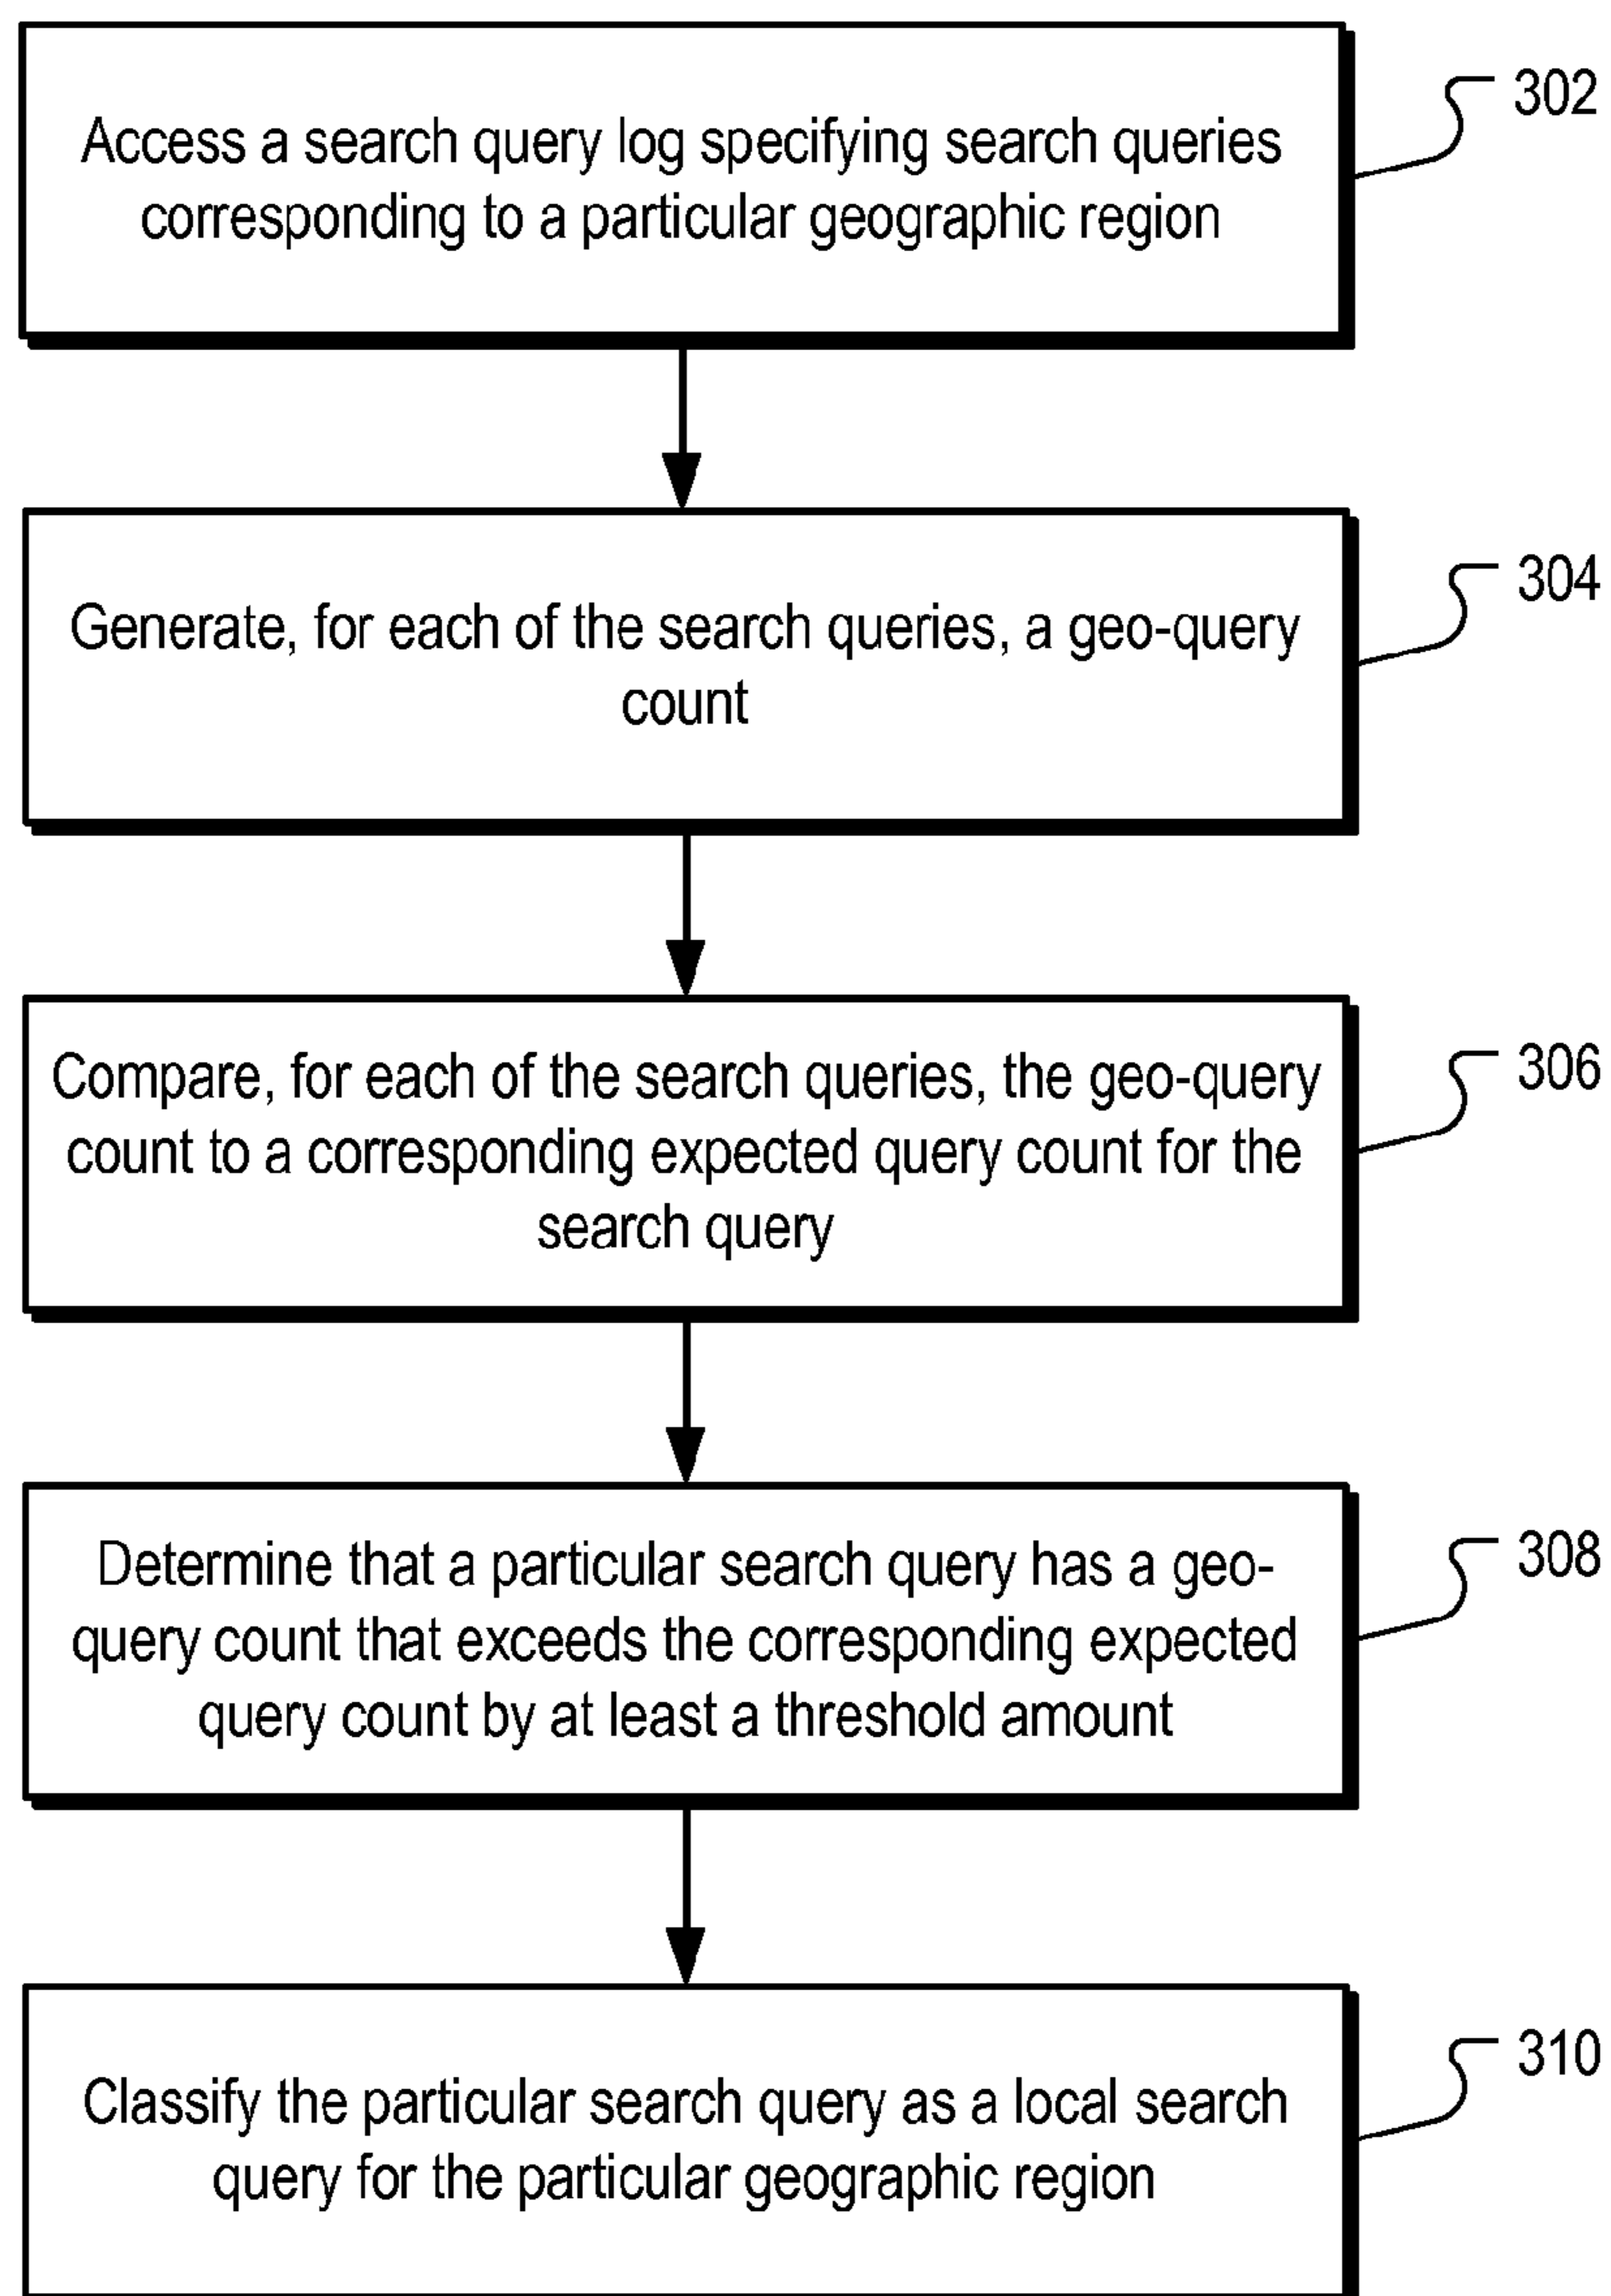 Access a search query log specifying search queries
corresponding to a particular geographic region
302
Generate, for each of the search queries, a geo-query
count
304
Compare, for each of the search queries, the geo-query
count to a corresponding expected query count for the
search query
306
Determine that a particular search query has a geo-
query count that exceeds the corresponding expected
query count by at least a threshold amount
308
Classify the particular search query as a local search
query for the particular geographic region
310